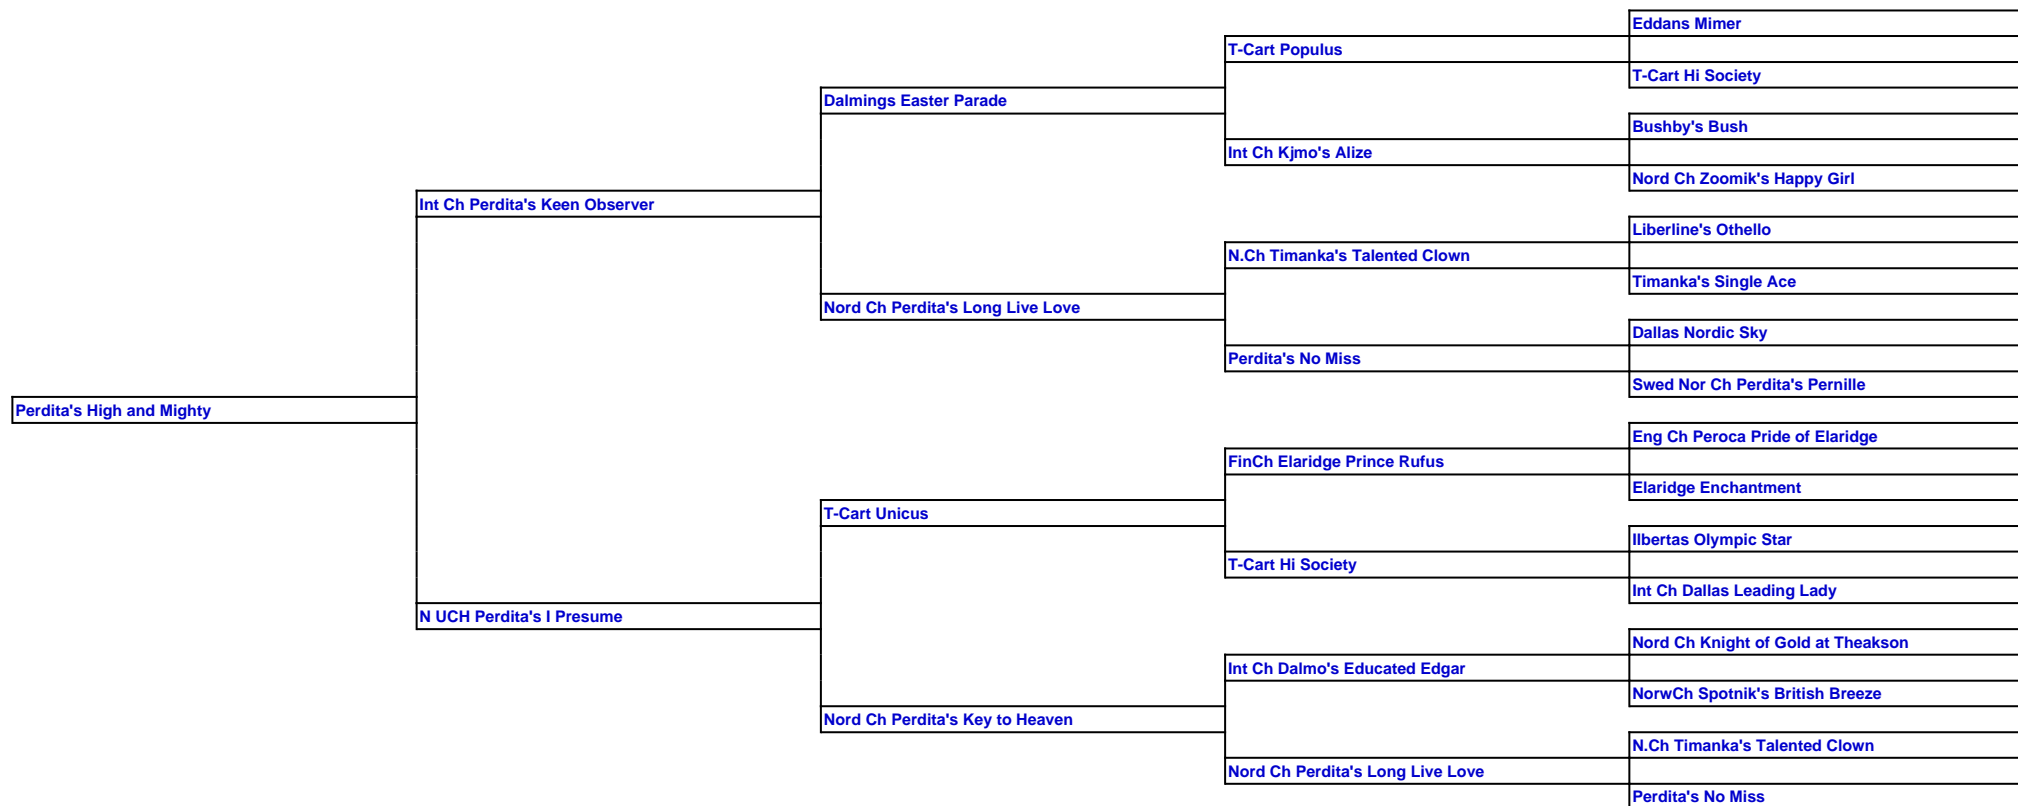 Eddans Mimer
T-Cart Populus
T-Cart Hi Society
Dalmings Easter Parade
Bushby's Bush
Int Ch Kjmo's Alize
Nord Ch Zoomik's Happy Girl
Int Ch Perdita's Keen Observer
Liberline's Othello
N.Ch Timanka's Talented Clown
Timanka's Single Ace
Nord Ch Perdita's Long Live Love
Dallas Nordic Sky
Perdita's No Miss
Swed Nor Ch Perdita's Pernille
Perdita's High and Mighty
Eng Ch Peroca Pride of Elaridge
FinCh Elaridge Prince Rufus
Elaridge Enchantment
T-Cart Unicus
Ilbertas Olympic Star
T-Cart Hi Society
Int Ch Dallas Leading Lady
N UCH Perdita's I Presume
Nord Ch Knight of Gold at Theakson
Int Ch Dalmo's Educated Edgar
NorwCh Spotnik's British Breeze
Nord Ch Perdita's Key to Heaven
N.Ch Timanka's Talented Clown
Nord Ch Perdita's Long Live Love
Perdita's No Miss